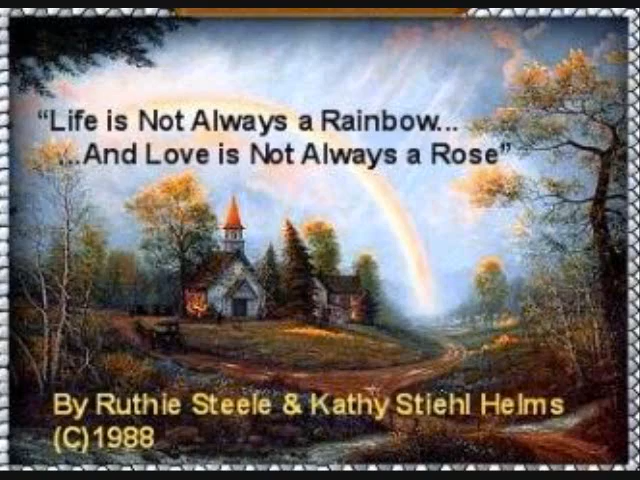 “Life is Not Always a Rainbow...
...And Love is Not Always a Rose”
By Ruthie Steele & Kathy Stiehl Helms
(C)1988